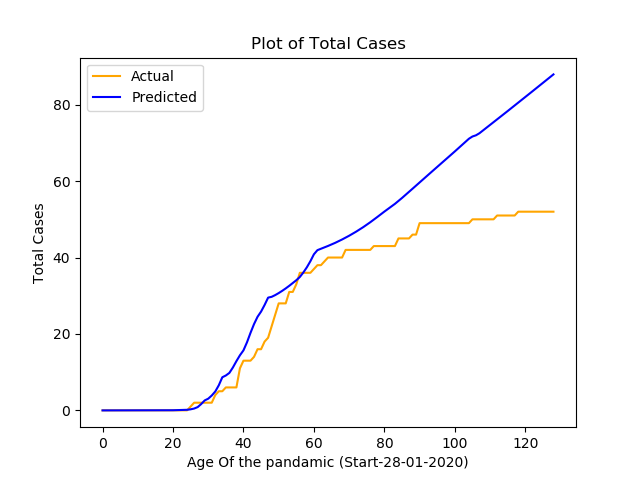 Plot of Total Cases
Actual
Predicted
Total Cases
80
60
40
20
0
0 20 40 60 80 100 120
Age Of the pandamic (Start-28-01-2020)